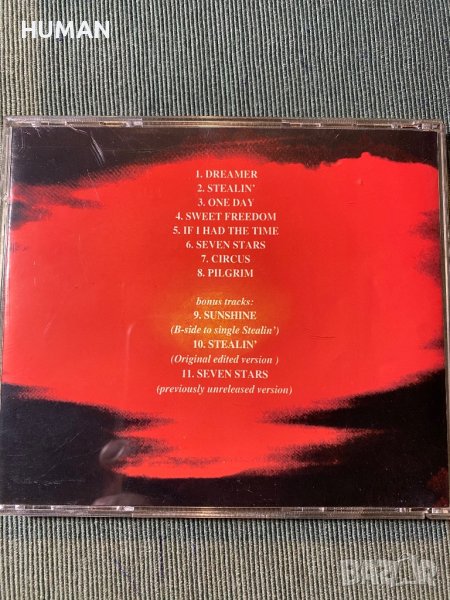 HUMAN
1. DREAMER
2. STEALIN'
3. ONE DAY
4. SWEET FREEDOM
5. IF I HAD THE TIME
6. SEVEN STARS
7. CIRCUS
8. PILGRIM
bonus tracks:
9. SUNSHINE
(B-side to single Stealin')
10. STEALIN'
(Original edited version )
11. SEVEN STARS
(previously unreleased version)
BAZAR